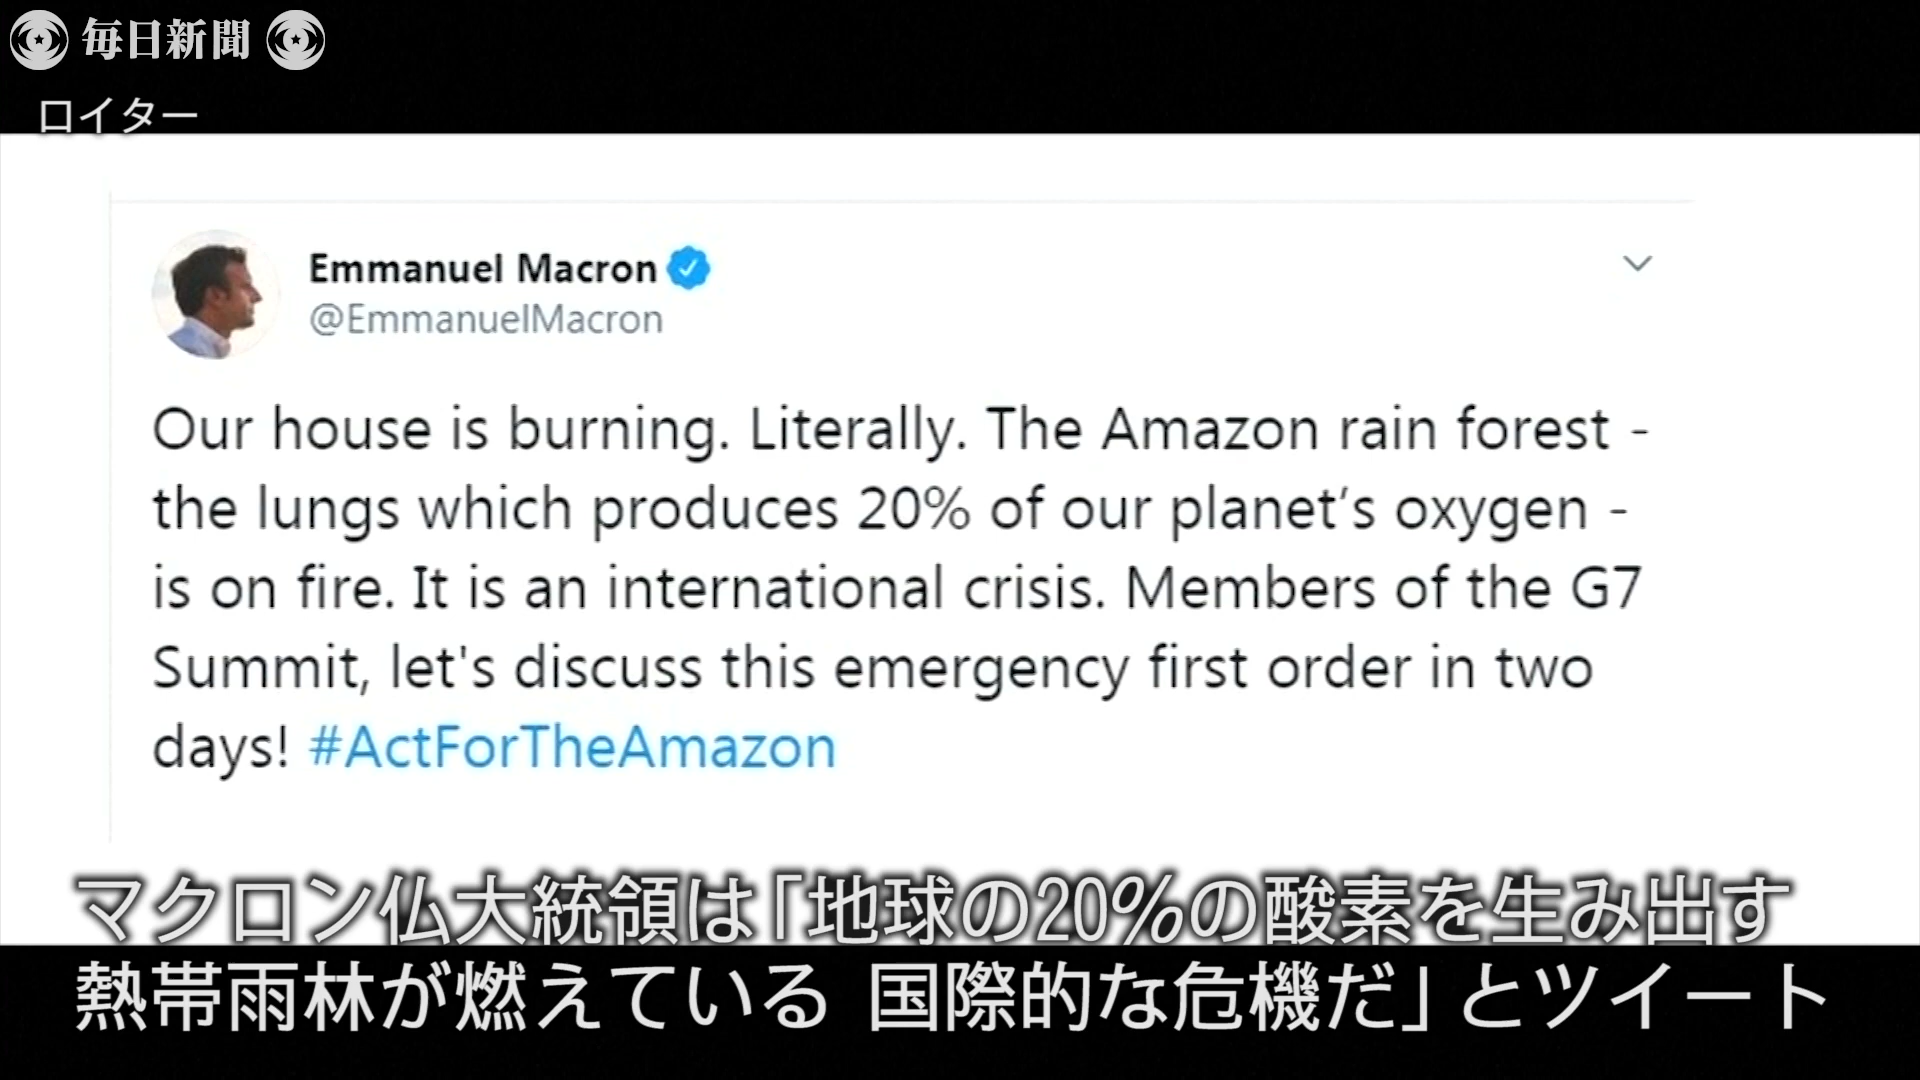 毎日新聞
ロイター
Emmanuel Macron
@EmmanuelMacron
Our house is burning. Literally. The Amazon rain forest -
the lungs which produces 20% of our planet’s oxygen -
is on fire. It is an international crisis. Members of the G7
Summit, let's discuss this emergency first order in two
days! #ActForTheAmazon
マクロン仏大統領は「地球の20%の酸素を生み出す
熱帯雨林が燃えている 国際的な危機だ」とツイート